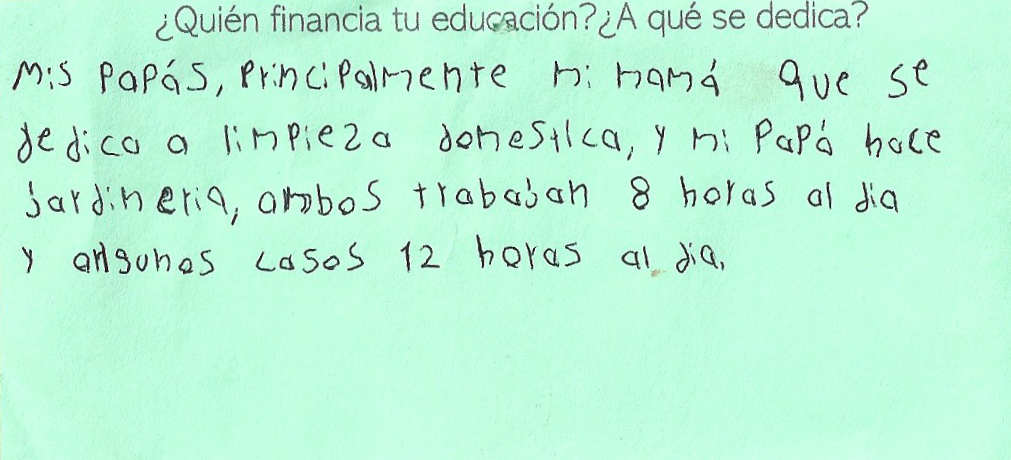 ¿Quién financia tu educación?¿A qué se dedica?
Mis papás, principalmente mi mamá que se
dedica a limpieza domestica, y mi papá hace
jardineria, ambos trabajan 8 horas al dia
y algunos casos 12 horas al dia.